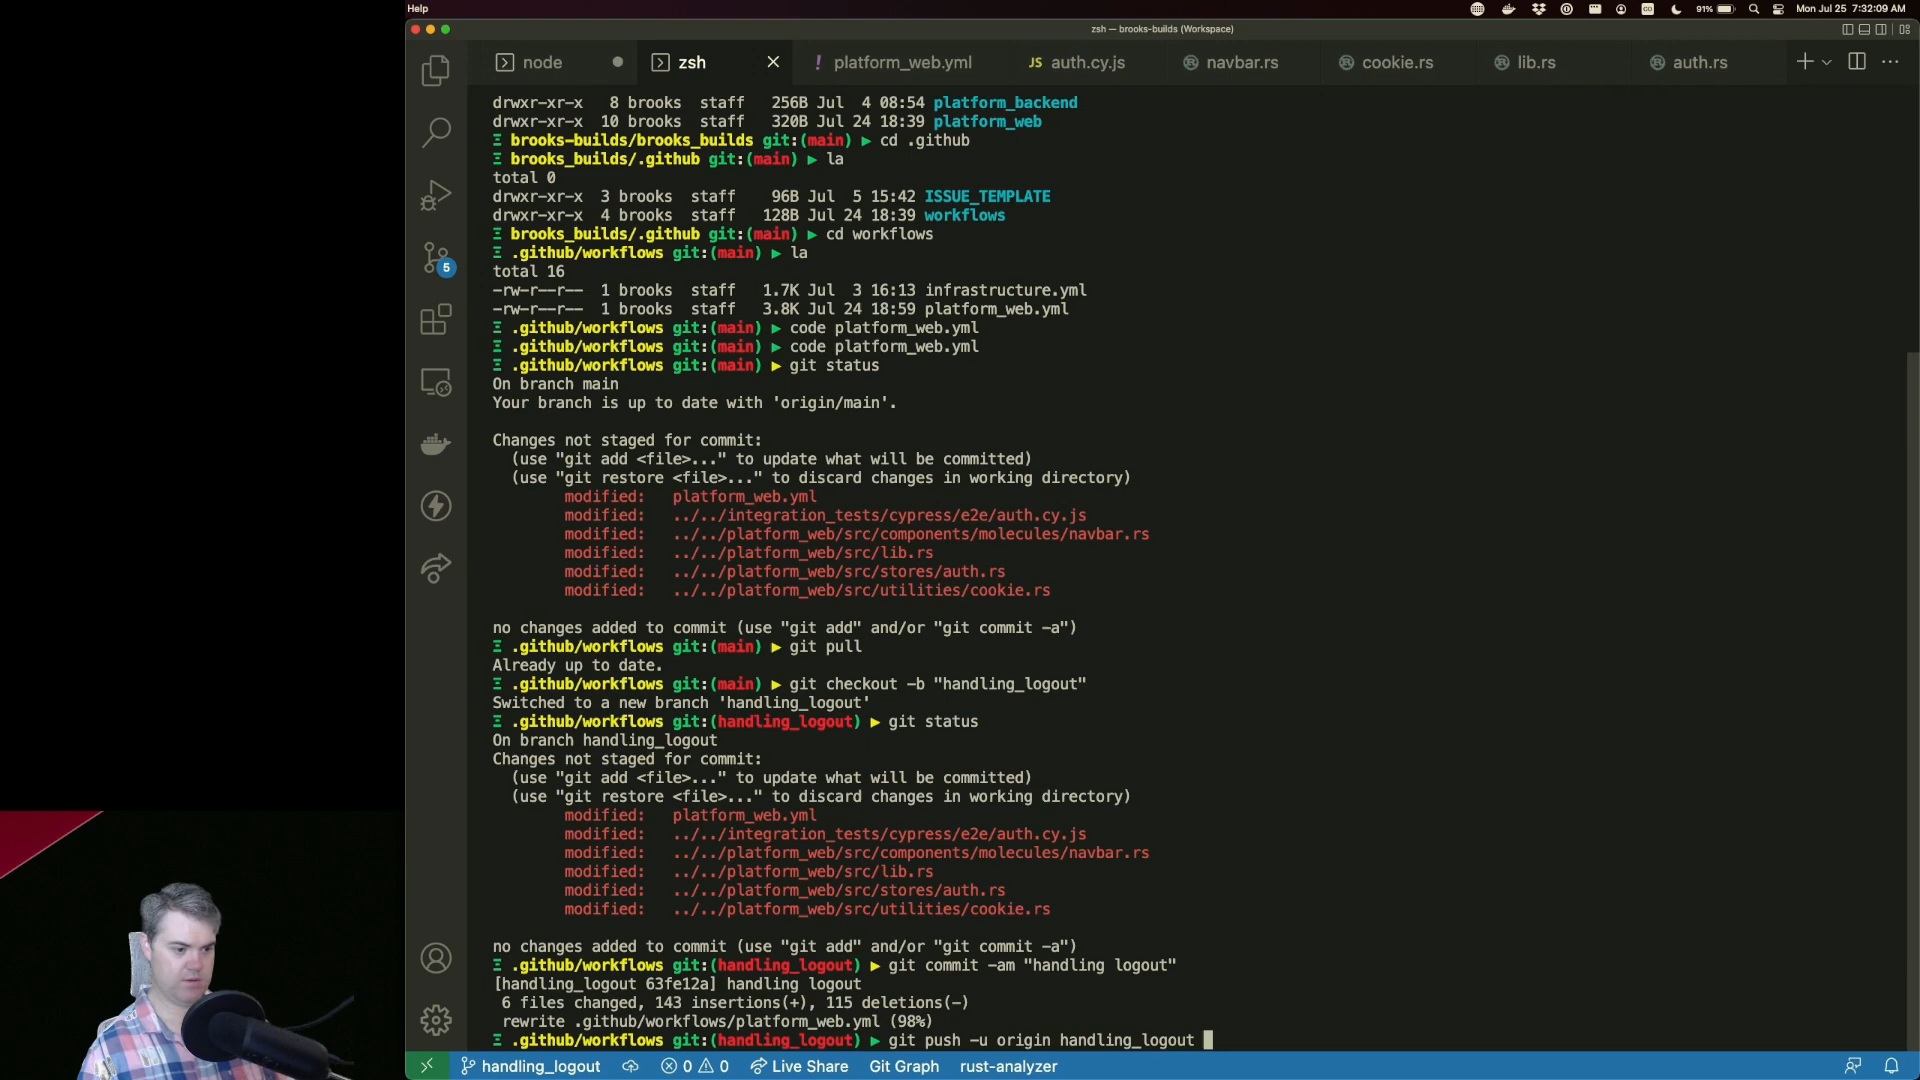 Help
91%
Mon Jul 25 7:32:09 AM
zsh — brooks-builds (Workspace)
node
zsh
! platform_web.yml
JS auth.cy.js
navbar.rs
cookie.rs
lib.rs
auth.rs
drwxr-xr-x 8 brooks staff 256B Jul 4 08:54 platform_backend
drwxr-xr-x 10 brooks staff 320B Jul 24 18:39 platform_web
Ξ brooks-builds/brooks_builds git:(main) ▶ cd .github
Ξ brooks_builds/.github git:(main) ▶ la
total 0
drwxr-xr-x 3 brooks staff 96B Jul 5 15:42 ISSUE_TEMPLATE
drwxr-xr-x 4 brooks staff 128B Jul 24 18:39 workflows
Ξ brooks_builds/.github git:(main) ▶ cd workflows
Ξ .github/workflows git:(main) ▶ la
total 16
-rw-r--r-- 1 brooks staff 1.7K Jul 3 16:13 infrastructure.yml
-rw-r--r-- 1 brooks staff 3.8K Jul 24 18:59 platform_web.yml
Ξ .github/workflows git:(main) ▶ code platform_web.yml
Ξ .github/workflows git:(main) ▶ code platform_web.yml
Ξ .github/workflows git:(main) ▶ git status
On branch main
Your branch is up to date with 'origin/main'.
Changes not staged for commit:
(use "git add <file>..." to update what will be committed)
(use "git restore <file>..." to discard changes in working directory)
modified: platform_web.yml
modified: ../../integration_tests/cypress/e2e/auth.cy.js
modified: ../../platform_web/src/components/molecules/navbar.rs
modified: ../../platform_web/src/lib.rs
modified: ../../platform_web/src/stores/auth.rs
modified: ../../platform_web/src/utilities/cookie.rs
no changes added to commit (use "git add" and/or "git commit -a")
Ξ .github/workflows git:(main) ▶ git pull
Already up to date.
Ξ .github/workflows git:(main) ▶ git checkout -b "handling_logout"
Switched to a new branch 'handling_logout'
Ξ .github/workflows git:(handling_logout) ▶ git status
On branch handling_logout
Changes not staged for commit:
(use "git add <file>..." to update what will be committed)
(use "git restore <file>..." to discard changes in working directory)
modified: platform_web.yml
modified: ../../integration_tests/cypress/e2e/auth.cy.js
modified: ../../platform_web/src/components/molecules/navbar.rs
modified: ../../platform_web/src/lib.rs
modified: ../../platform_web/src/stores/auth.rs
modified: ../../platform_web/src/utilities/cookie.rs
no changes added to commit (use "git add" and/or "git commit -a")
Ξ .github/workflows git:(handling_logout) ▶ git commit -am "handling logout"
[handling_logout 63fe12a] handling logout
6 files changed, 143 insertions(+), 115 deletions(-)
rewrite .github/workflows/platform_web.yml (98%)
Ξ .github/workflows git:(handling_logout) ▶ git push -u origin handling_logout
5
handling_logout
0 0
Live Share
Git Graph
rust-analyzer